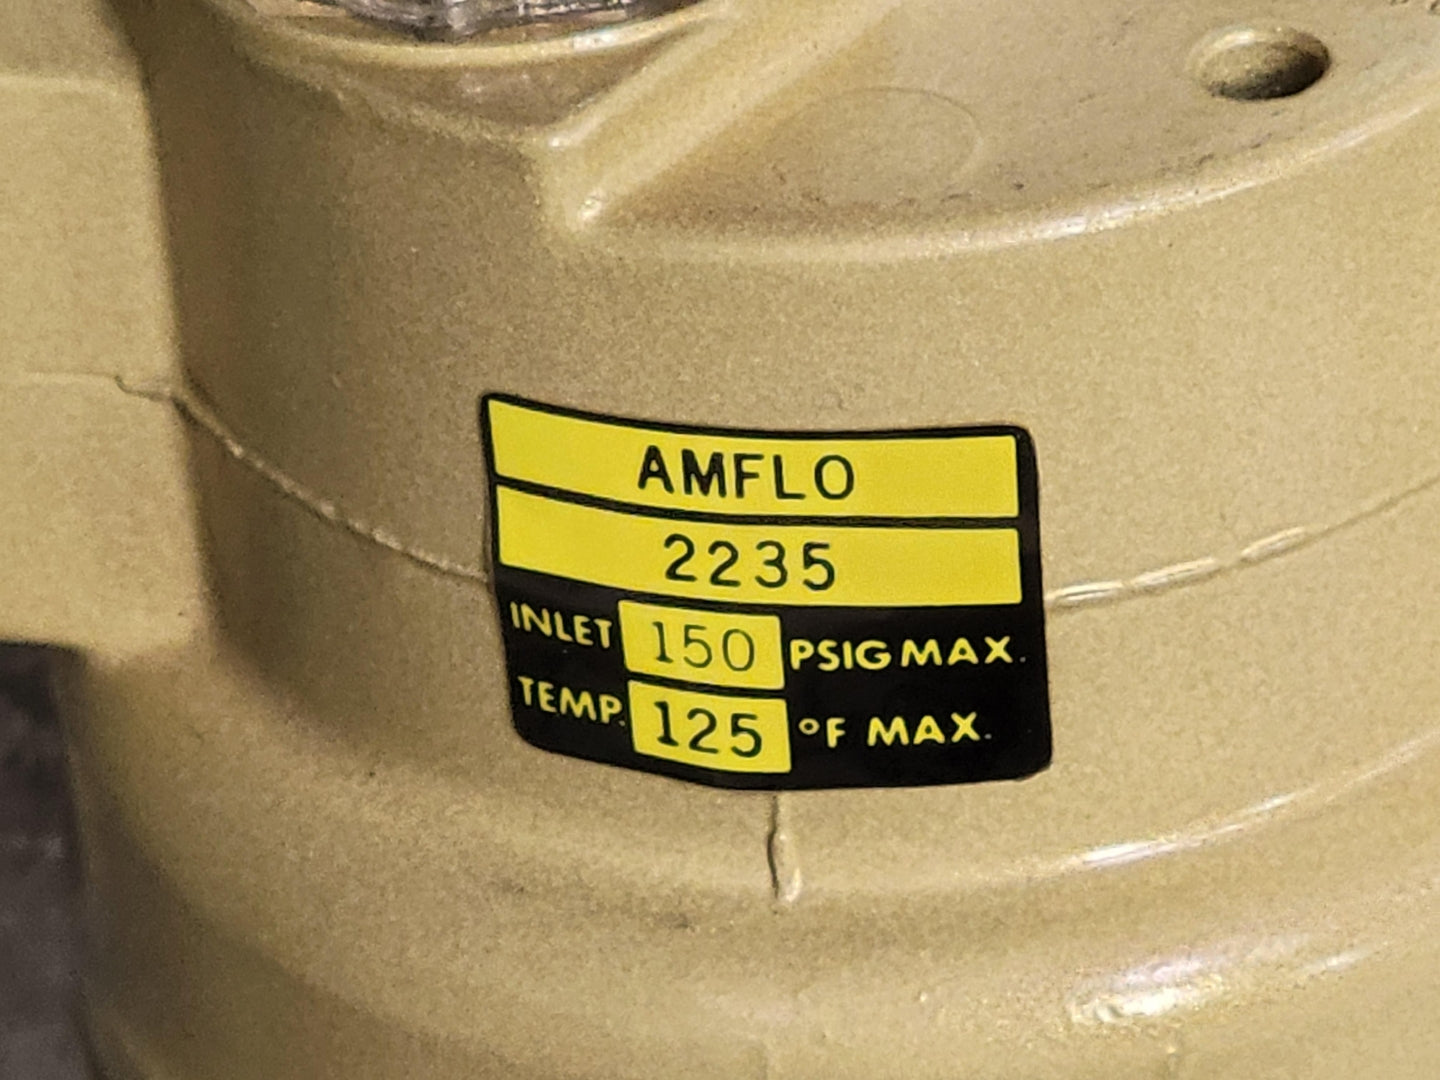 AMFLO
2235
INLET 150 PSIG MAX.
TEMP. 125 °F MAX.